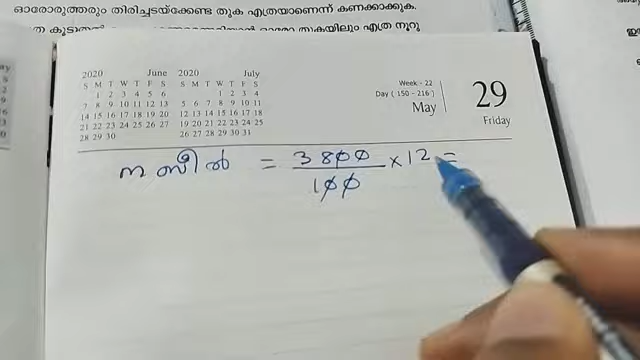 ഓരോരുത്തരും തിരിച്ചടയ്ക്കേണ്ട തുക എത്രയാണെന്ന് കണക്കാക്കുക.
2020 June 2020 July
S M T W T F S S M T W T F S
1 2 3 4 5 6 1 2 3 4
7 8 9 10 11 12 13 5 6 7 8 9 10 11
14 15 16 17 18 19 20 12 13 14 15 16 17 18
21 22 23 24 25 26 27 19 20 21 22 23 24 25
28 29 30 26 27 28 29 30 31
Week - 22
Day ( 150 - 216 )
May
29
Friday
നസീൽ = 3800/100 × 12 =